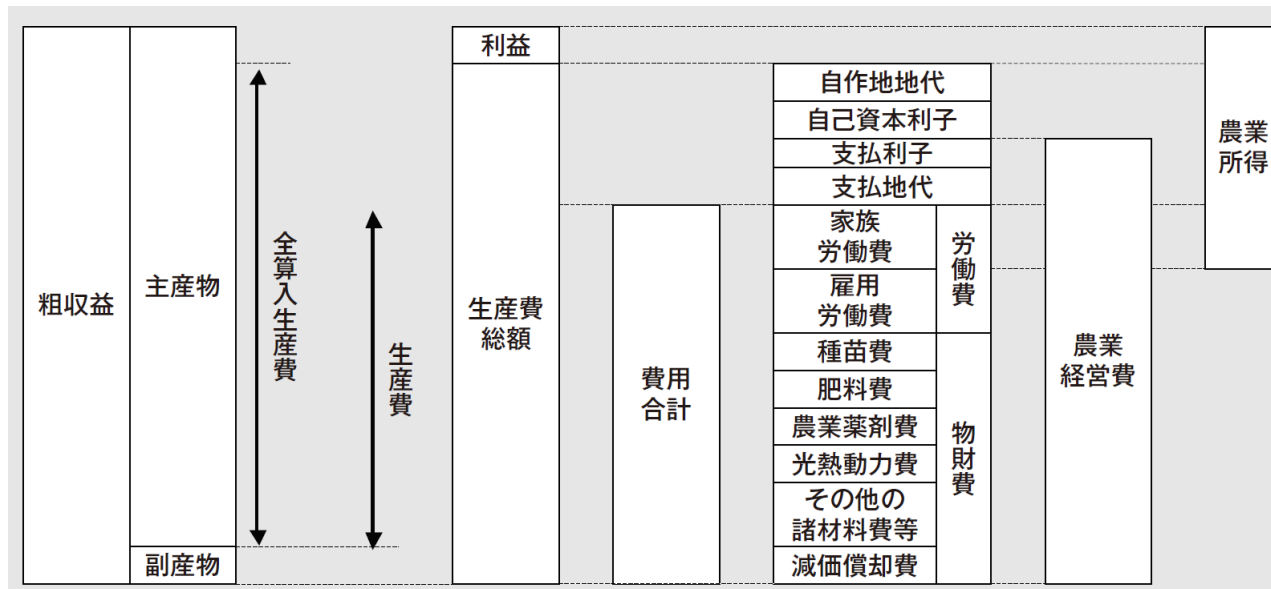 粗収益
主産物
副産物
全算入生産費
生産費
利益
生産費
総額
費用
合計
自作地地代
自己資本利子
支払利子
支払地代
家族
労働費
雇用
労働費
種苗費
肥料費
農業薬剤費
光熱動力費
その他の
諸材料費等
減価償却費
労働費
物財費
農業
経営費
農業
所得